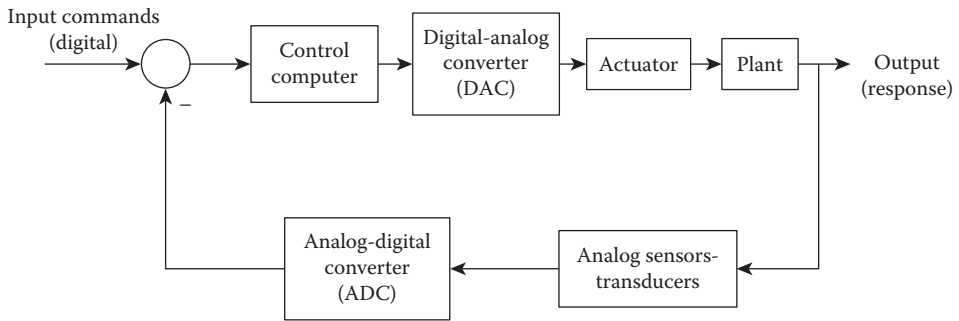 Input commands
(digital)
Control
computer
Digital-analog
converter
(DAC)
Actuator
Plant
Output
(response)
–
Analog-digital
converter
(ADC)
Analog sensors-
transducers